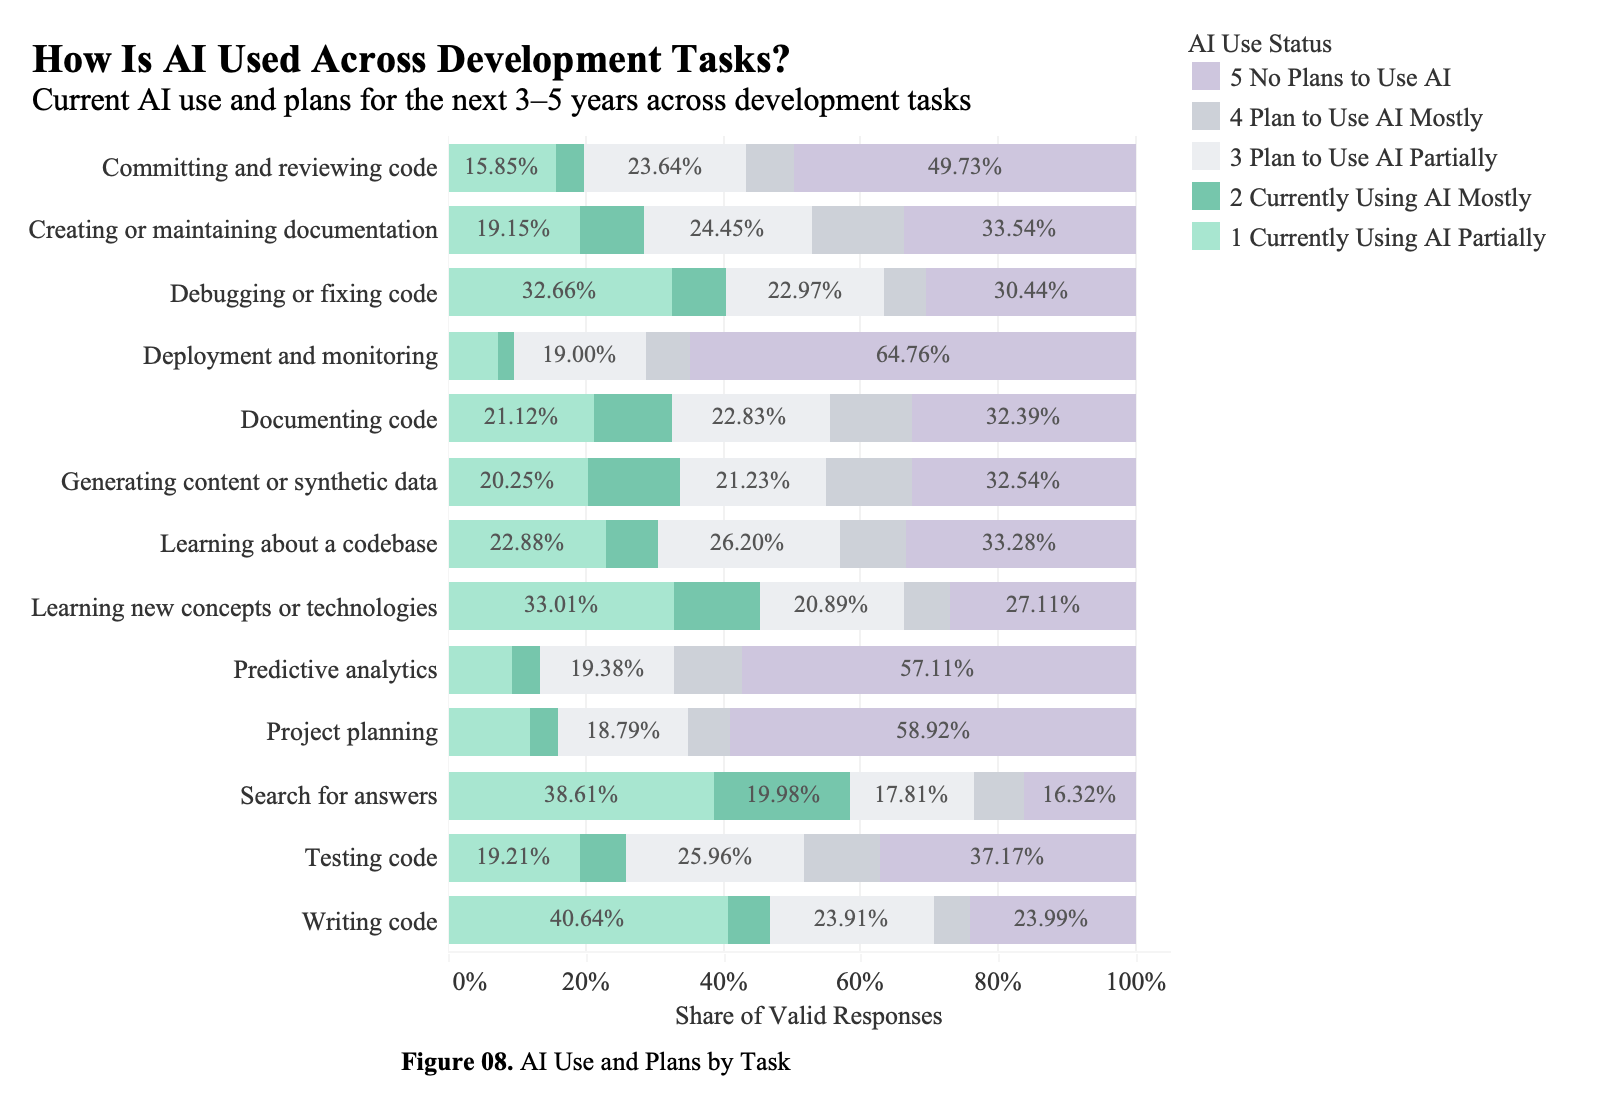 How Is AI Used Across Development Tasks?
Current AI use and plans for the next 3–5 years across development tasks
AI Use Status
5 No Plans to Use AI
4 Plan to Use AI Mostly
3 Plan to Use AI Partially
2 Currently Using AI Mostly
1 Currently Using AI Partially
Committing and reviewing code 15.85% 23.64% 49.73%
Creating or maintaining documentation 19.15% 24.45% 33.54%
Debugging or fixing code 32.66% 22.97% 30.44%
Deployment and monitoring 19.00% 64.76%
Documenting code 21.12% 22.83% 32.39%
Generating content or synthetic data 20.25% 21.23% 32.54%
Learning about a codebase 22.88% 26.20% 33.28%
Learning new concepts or technologies 33.01% 20.89% 27.11%
Predictive analytics 19.38% 57.11%
Project planning 18.79% 58.92%
Search for answers 38.61% 19.98% 17.81% 16.32%
Testing code 19.21% 25.96% 37.17%
Writing code 40.64% 23.91% 23.99%
0% 20% 40% 60% 80% 100%
Share of Valid Responses
Figure 08. AI Use and Plans by Task